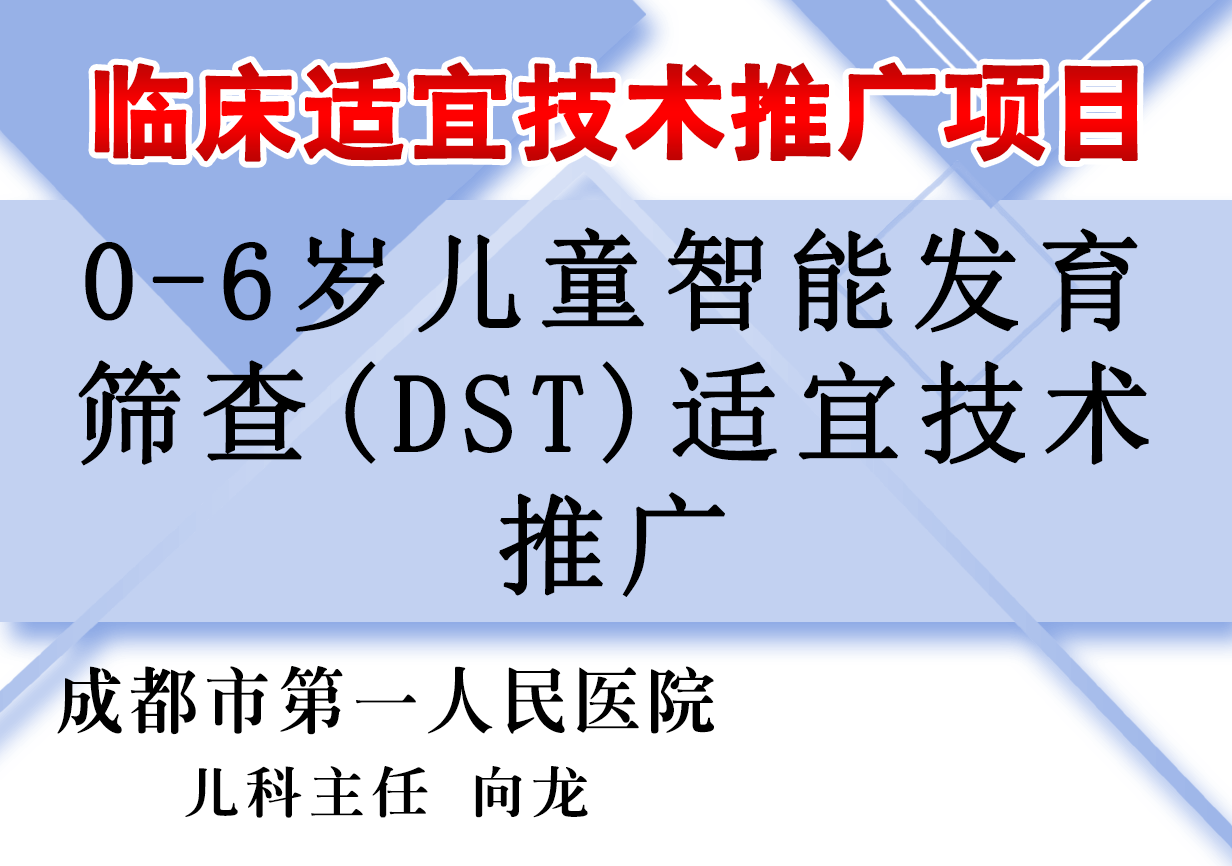 临床适宜技术推广项目
0-6岁儿童智能发育
筛查(DST)适宜技术
推广
成都市第一人民医院
儿科主任 向龙